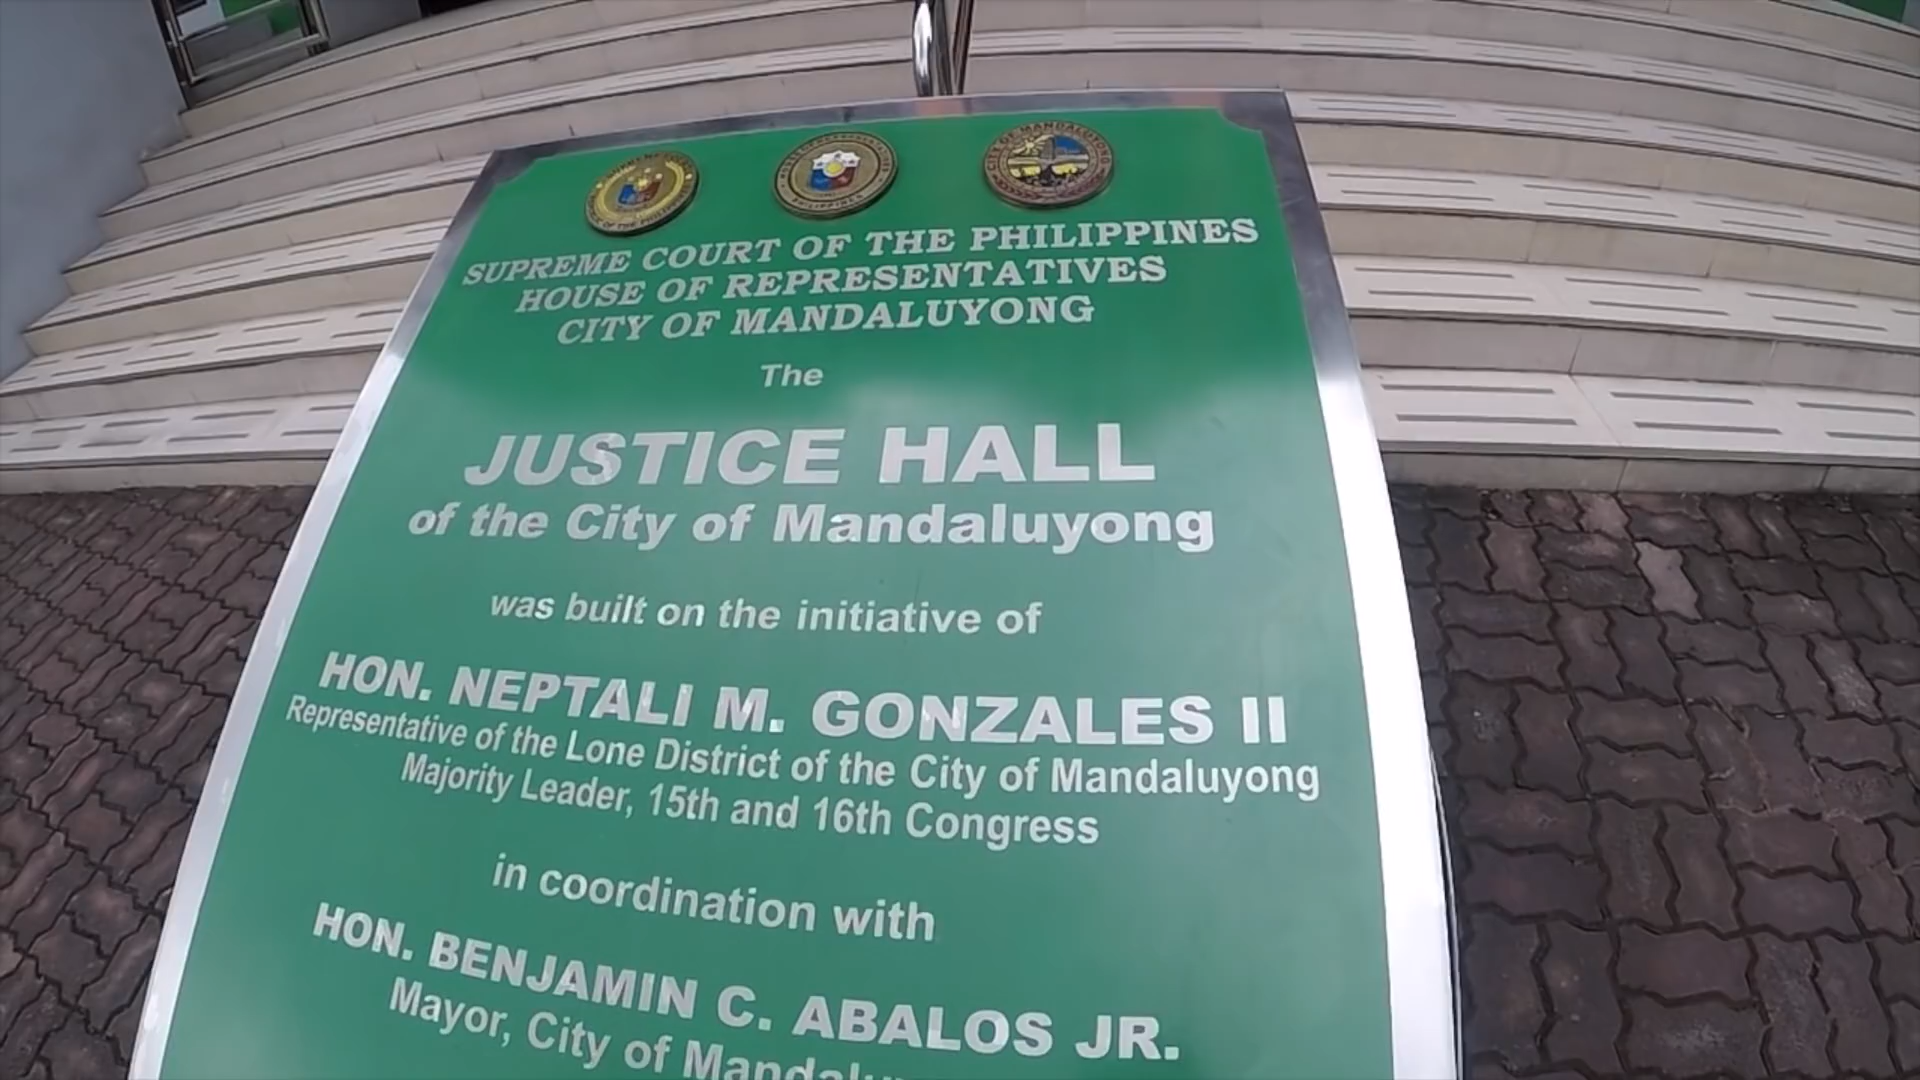 SUPREME COURT OF THE PHILIPPINES
HOUSE OF REPRESENTATIVES
CITY OF MANDALUYONG
The
JUSTICE HALL
of the City of Mandaluyong
was built on the initiative of
HON. NEPTALI M. GONZALES II
Representative of the Lone District of the City of Mandaluyong
Majority Leader, 15th and 16th Congress
in coordination with
HON. BENJAMIN C. ABALOS JR.
Mayor, City of